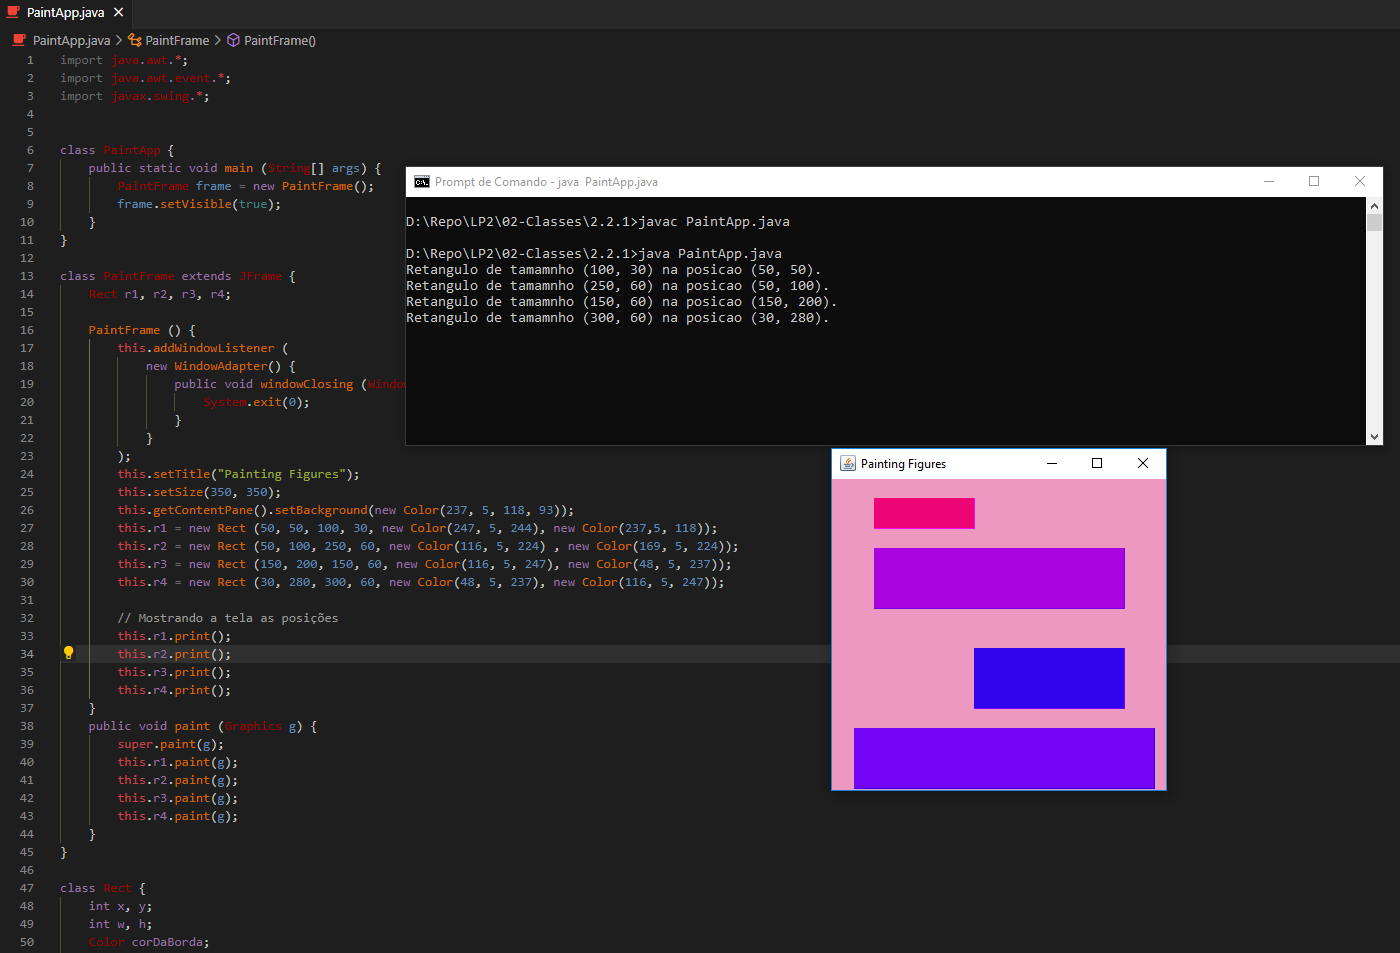 PaintApp.java
PaintApp.java > PaintFrame > PaintFrame()
1 import java.awt.*;
2 import java.awt.event.*;
3 import javax.swing.*;
4
5
6 class PaintApp {
7 public static void main (String[] args) {
8 PaintFrame frame = new PaintFrame();
9 frame.setVisible(true);
10 }
11 }
12
13 class PaintFrame extends JFrame {
14 Rect r1, r2, r3, r4;
15
16 PaintFrame () {
17 this.addWindowListener (
18 new WindowAdapter() {
19 public void windowClosing (Window
20 System.exit(0);
21 }
22 }
23 );
24 this.setTitle("Painting Figures");
25 this.setSize(350, 350);
26 this.getContentPane().setBackground(new Color(237, 5, 118, 93));
27 this.r1 = new Rect (50, 50, 100, 30, new Color(247, 5, 244), new Color(237,5, 118));
28 this.r2 = new Rect (50, 100, 250, 60, new Color(116, 5, 224) , new Color(169, 5, 224));
29 this.r3 = new Rect (150, 200, 150, 60, new Color(116, 5, 247), new Color(48, 5, 237));
30 this.r4 = new Rect (30, 280, 300, 60, new Color(48, 5, 237), new Color(116, 5, 247));
31
32 // Mostrando a tela as posições
33 this.r1.print();
34 this.r2.print();
35 this.r3.print();
36 this.r4.print();
37 }
38 public void paint (Graphics g) {
39 super.paint(g);
40 this.r1.paint(g);
41 this.r2.paint(g);
42 this.r3.paint(g);
43 this.r4.paint(g);
44 }
45 }
46
47 class Rect {
48 int x, y;
49 int w, h;
50 Color corDaBorda;
Prompt de Comando - java PaintApp.java
D:\Repo\LP2\02-Classes\2.2.1>javac PaintApp.java
D:\Repo\LP2\02-Classes\2.2.1>java PaintApp.java
Retangulo de tamamnho (100, 30) na posicao (50, 50).
Retangulo de tamamnho (250, 60) na posicao (50, 100).
Retangulo de tamamnho (150, 60) na posicao (150, 200).
Retangulo de tamamnho (300, 60) na posicao (30, 280).
Painting Figures